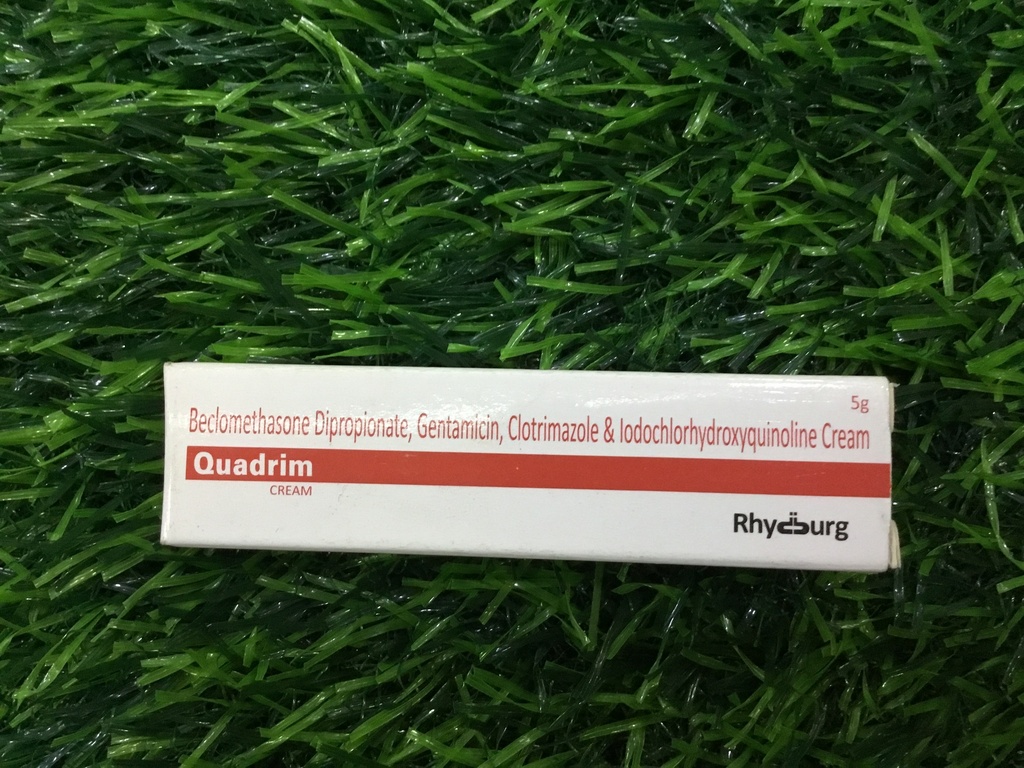 5g
Beclomethasone Dipropionate, Gentamicin, Clotrimazole & Iodochlorhydroxyquinoline Cream
Quadrim
CREAM
Rhydburg